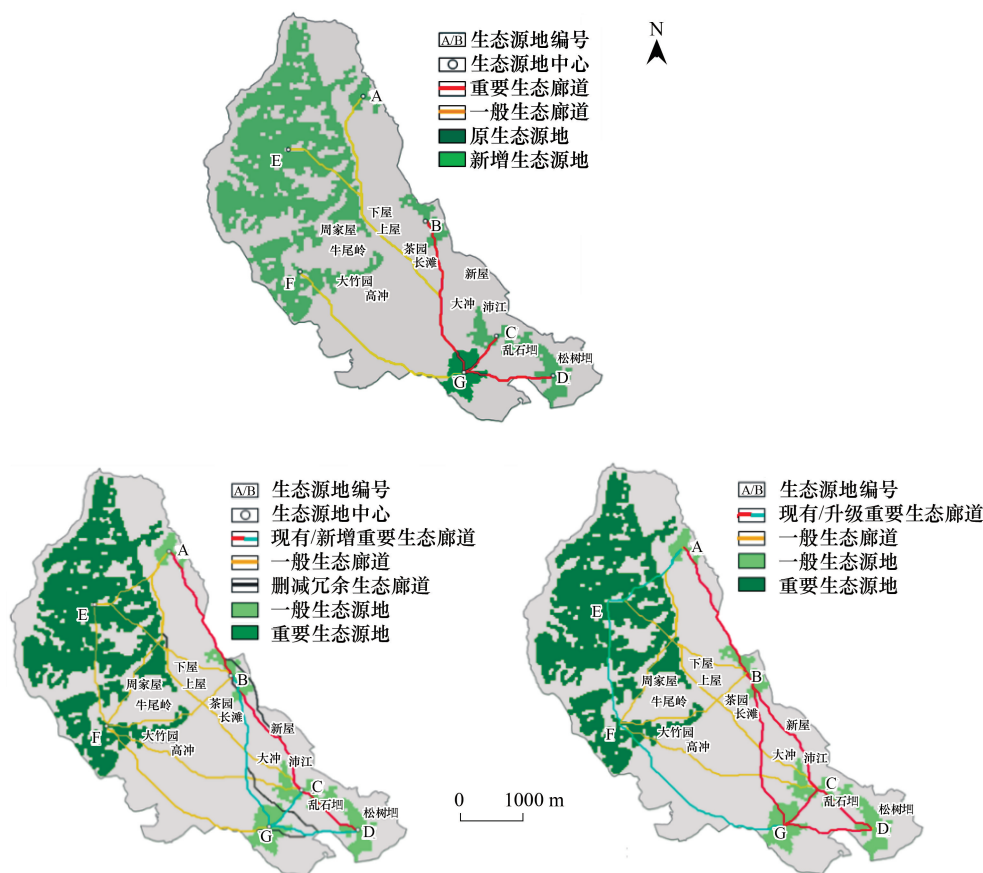 N
A/B 生态源地编号
生态源地中心
重要生态廊道
一般生态廊道
原生态源地
新增生态源地
A
E
下屋
B
周家屋
上屋
牛尾岭
茶园
长滩
新屋
F
大竹园
高冲
大冲
沛江
C
乱石坦
松树坦
G
D
A/B 生态源地编号
生态源地中心
现有/新增重要生态廊道
一般生态廊道
删减冗余生态廊道
一般生态源地
重要生态源地
A
E
下屋
B
周家屋
上屋
牛尾岭
茶园
长滩
新屋
F
大竹园
高冲
大冲
沛江
C
乱石坦
松树坦
G
D
0 1000 m
A/B 生态源地编号
现有/升级重要生态廊道
一般生态廊道
一般生态源地
重要生态源地
A
E
下屋
B
周家屋
上屋
牛尾岭
茶园
长滩
新屋
F
大竹园
高冲
大冲
沛江
C
乱石坦
松树坦
G
D